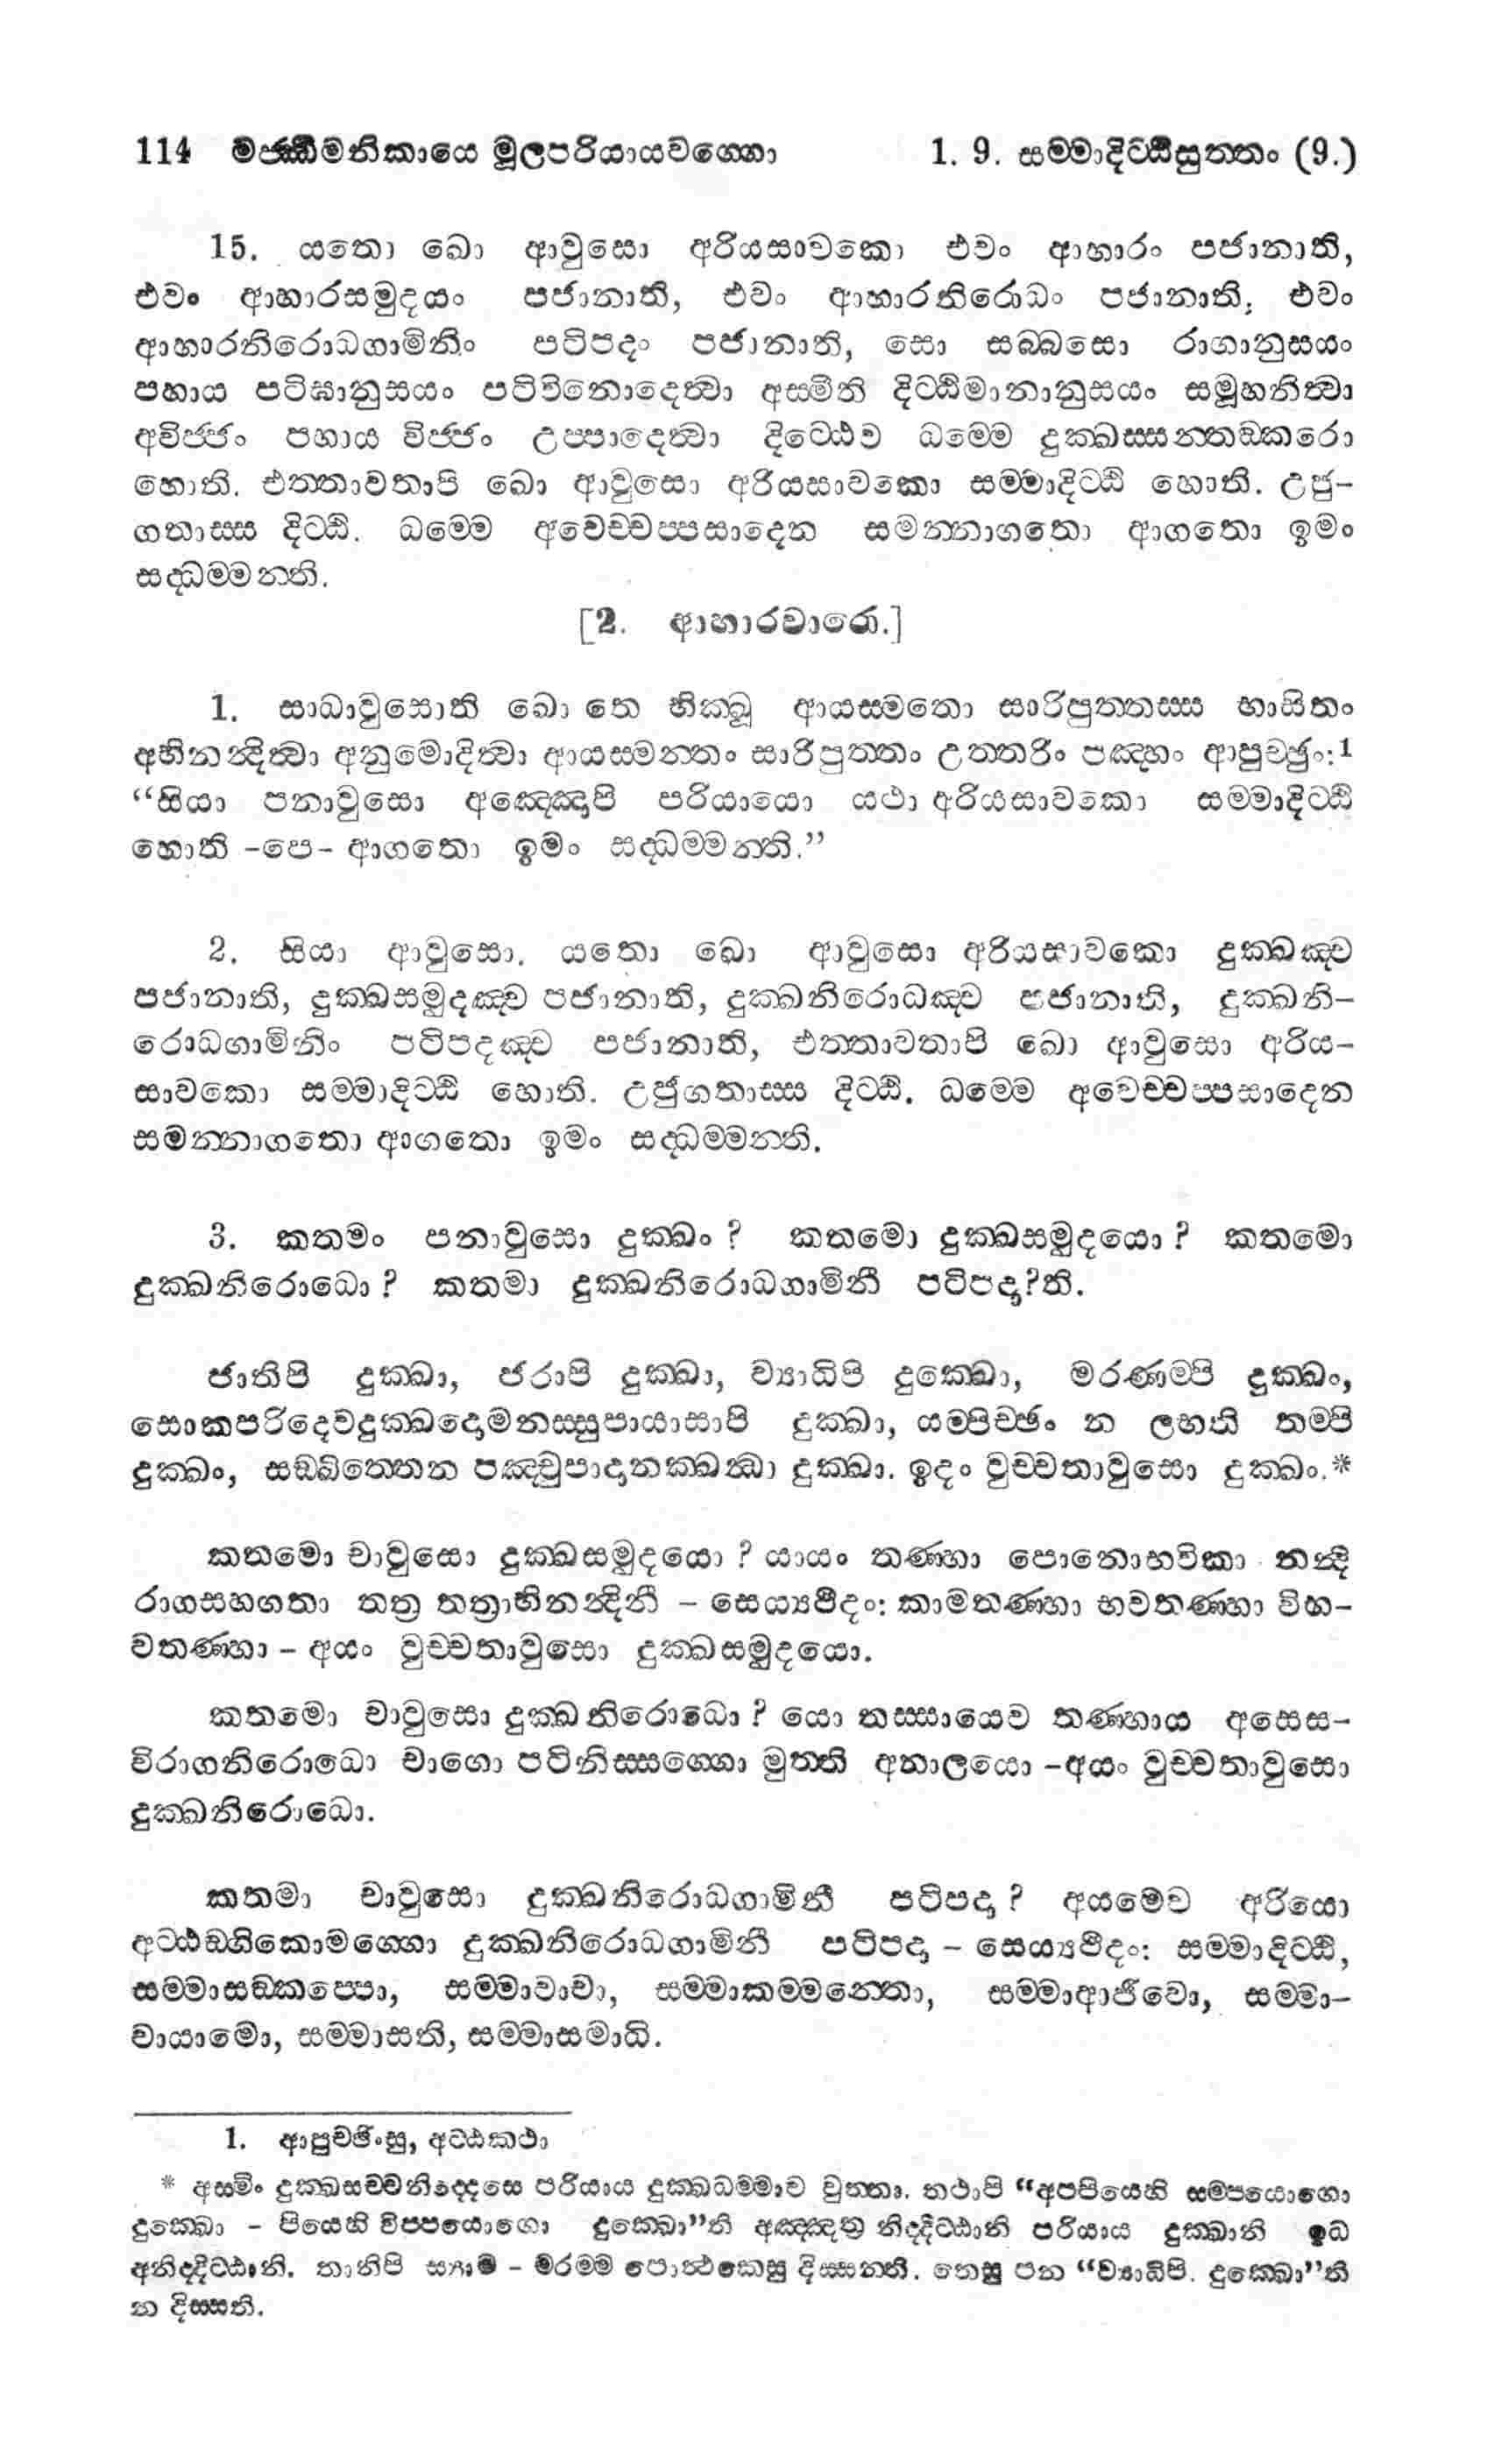 114 මජ්ඣිමනිකායෙ මූලපරියායවග්ගො 1. 9. සම්මාදිට්ඨිසුත්තං (9.)
15. යතො ඛො ආවුසො අරියසාවකො එවං ආහාරං පජානාති,
එවං ආහාරසමුදයං පජානාති, එවං ආහාරනිරොධං පජානාති, එවං
ආහාරනිරොධගාමිනිං පටිපදං පජානාති, සො සබ්බසො රාගානුසයං
පහාය පටිඝානුසයං පටිවිනොදෙත්වා අස්මීති දිට්ඨිමානානුසයං සමූහනිත්වා
අවිජ්ජං පහාය විජ්ජං උප්පාදෙත්වා දිට්ඨෙව ධම්මෙ දුක්ඛස්සන්තඞ්කරො
හොති. එත්තාවතාපි ඛො ආවුසො අරියසාවකො සම්මාදිට්ඨි හොති. උජු-
ගතාස්ස දිට්ඨි. ධම්මෙ අවෙච්චප්පසාදෙන සමන්නාගතො ආගතො ඉමං
සද්ධම්මන්ති.
[2. ආහාරවාරො.]
1. සාධාවුසොති ඛො තෙ භික්ඛූ ආයස්මතො සාරිපුත්තස්ස භාසිතං
අභිනන්දිත්වා අනුමොදිත්වා ආයස්මන්තං සාරිපුත්තං උත්තරිං පඤ්හං ආපුච්ඡුං:1
“සියා පනාවුසො අඤ්ඤොපි පරියායො යථා අරියසාවකො සම්මාදිට්ඨි
හොති -පෙ- ආගතො ඉමං සද්ධම්මන්ති.”
2. සියා ආවුසො. යතො ඛො ආවුසො අරියසාවකො දුක්ඛඤ්ච
පජානාති, දුක්ඛසමුදඤ්ච පජානාති, දුක්ඛනිරොධඤ්ච පජානාති, දුක්ඛනි-
රොධගාමිනිං පටිපදඤ්ච පජානාති, එත්තාවතාපි ඛො ආවුසො අරිය-
සාවකො සම්මාදිට්ඨි හොති. උජුගතාස්ස දිට්ඨි. ධම්මෙ අවෙච්චප්පසාදෙන
සමන්නාගතො ආගතො ඉමං සද්ධම්මන්ති.
3. කතමං පනාවුසො දුක්ඛං? කතමො දුක්ඛසමුදයො? කතමො
දුක්ඛනිරොධො? කතමා දුක්ඛනිරොධගාමිනී පටිපදා?ති.
ජාතිපි දුක්ඛා, ජරාපි දුක්ඛා, ව්‍යාධිපි දුක්ඛො, මරණම්පි දුක්ඛං,
සොකපරිදෙවදුක්ඛදොමනස්සුපායාසාපි දුක්ඛා, යම්පිච්ඡං න ලභති තම්පි
දුක්ඛං, සඞ්ඛිත්තෙන පඤ්චුපාදානක්ඛන්ධා දුක්ඛා. ඉදං වුච්චතාවුසො දුක්ඛං.*
කතමො චාවුසො දුක්ඛසමුදයො? යායං තණ්හා පොනොභවිකා නන්දි
රාගසහගතා තත්‍ර තත්‍රාභිනන්දිනී - සෙය්‍යථීදං: කාමතණ්හා භවතණ්හා විභ-
වතණ්හා - අයං වුච්චතාවුසො දුක්ඛසමුදයො.
කතමො චාවුසො දුක්ඛනිරොධො? යො තස්සායෙව තණ්හාය අසෙස-
විරාගනිරොධො චාගො පටිනිස්සග්ගො මුත්ති අනාලයො -අයං වුච්චතාවුසො
දුක්ඛනිරොධො.
කතමා චාවුසො දුක්ඛනිරොධගාමිනී පටිපදා? අයමෙව අරියො
අට්ඨඞ්ගිකොමග්ගො දුක්ඛනිරොධගාමිනී පටිපදා - සෙය්‍යථීදං: සම්මාදිට්ඨි,
සම්මාසඞ්කප්පො, සම්මාවාචා, සම්මාකම්මන්තො, සම්මාආජීවො, සම්මා-
වායාමො, සම්මාසති, සම්මාසමාධි.
1. ආපුච්ඡිංසු, අට්ඨකථා
* අස්මිං දුක්ඛසච්චනිද්දෙසෙ පරියාය දුක්ඛධම්මාව වුත්තා. තථාපි “අප්පියෙහි සම්පයොගො
දුක්ඛො - පියෙහි විප්පයොගො දුක්ඛො”ති අඤ්ඤත්‍ර නිද්දිට්ඨානි පරියාය දුක්ඛානි ඉධ
අනිද්දිට්ඨානි. තානිපි ස්‍යාම - මරම්ම පොත්ථකෙසු දිස්සන්ති. තෙසු පන “ව්‍යාධිපි. දුක්ඛො”ති
න දිස්සති.